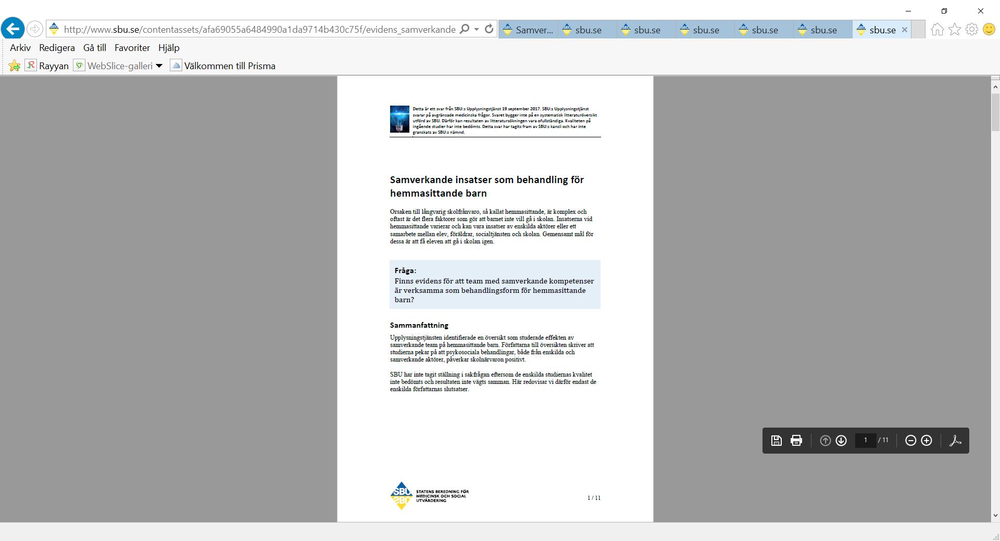 http://www.sbu.se/contentassets/afa69055a6484990a1da9714b430c75f/evidens_samverkande
Samver...
sbu.se
sbu.se
sbu.se
sbu.se
sbu.se
sbu.se
Arkiv Redigera Gå till Favoriter Hjälp
Rayyan WebSlice-galleri Välkommen till Prisma
Detta är ett svar från SBU:s Upplysningstjänst 19 september 2017. SBU:s Upplysningstjänst
svarar på avgränsade medicinska frågor. Svaret bygger inte på en systematisk litteraturöversikt
utförd av SBU. Därför kan resultaten av litteratursökningen vara ofullständiga. Kvaliteten på
ingående studier har inte bedömts. Detta svar har tagits fram av SBU:s kansli och har inte
granskats av SBU:s nämnd.
Samverkande insatser som behandling för
hemmasittande barn
Orsaken till långvarig skolfrånvaro, så kallat hemmasittande, är komplex och
oftast är det flera faktorer som gör att barnet inte vill gå i skolan. Insatserna vid
hemmasittande varierar och kan vara insatser av enskilda aktörer eller ett
samarbete mellan elev, föräldrar, socialtjänsten och skolan. Gemensamt mål för
dessa är att få eleven att gå i skolan igen.
Fråga:
Finns evidens för att team med samverkande kompetenser
är verksamma som behandlingsform för hemmasittande
barn?
Sammanfattning
Upplysningstjänsten identifierade en översikt som studerade effekten av
samverkande team på hemmasittande barn. Författarna till översikten skriver att
studierna pekar på att psykosociala behandlingar, både från enskilda och
samverkande aktörer, påverkar skolnärvaron positivt.
SBU har inte tagit ställning i sakfrågan eftersom de enskilda studiernas kvalitet
inte bedömts och resultaten inte vägts samman. Här redovisar vi därför endast de
enskilda författarnas slutsatser.
1 / 11
SBU
STATENS BEREDNING FÖR
MEDICINSK OCH SOCIAL
UTVÄRDERING
1 / 11